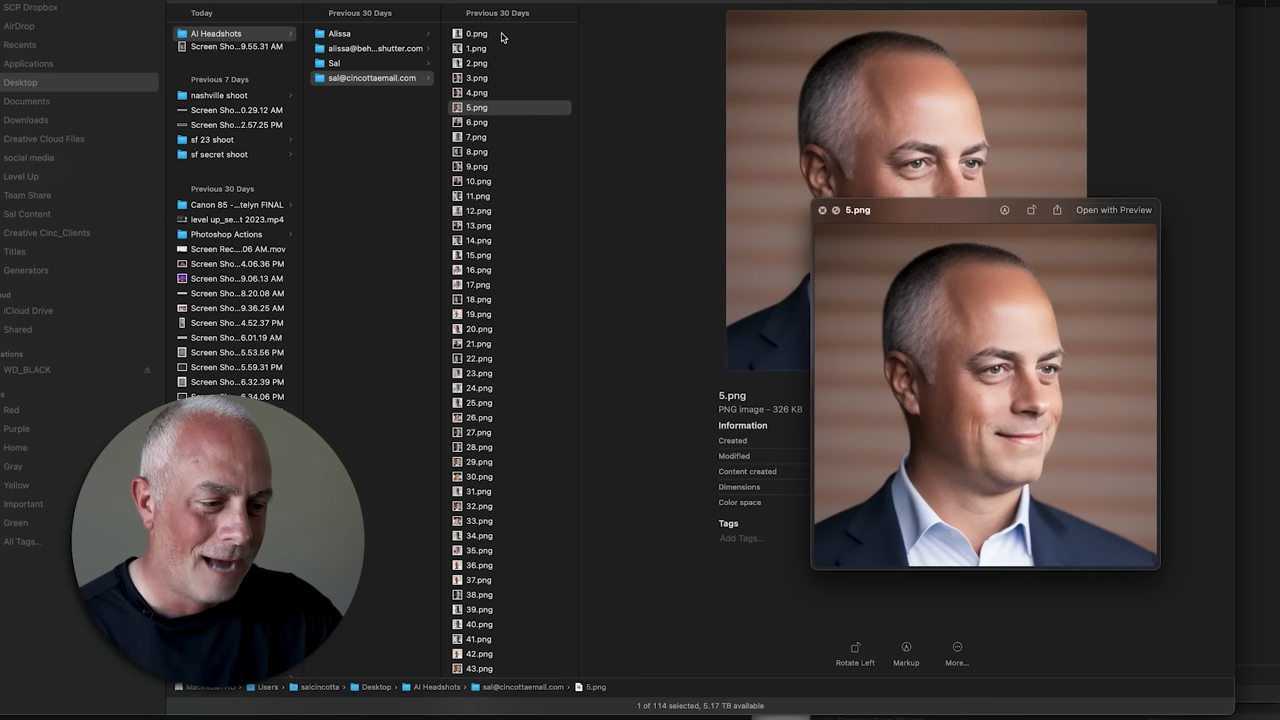 SCP Dropbox
AirDrop
Recents
Applications
Desktop
Documents
Downloads
Creative Cloud Files
social media
Level Up
Team Share
Sal Content
Creative Cinc_Clients
Titles
Generators
oud
iCloud Drive
Shared
ations
WD_BLACK
s
Red
Purple
Home
Gray
Yellow
Important
Green
All Tags...
Today
AI Headshots
Screen Sho...9.55.31 AM
Previous 7 Days
nashville shoot
Screen Sho...0.29.12 AM
Screen Sho...2.57.25 PM
sf 23 shoot
sf secret shoot
Previous 30 Days
Canon 85 -...telyn FINAL
level up_se...t 2023.mp4
Photoshop Actions
Screen Rec....06 AM.mov
Screen Sho...4.06.36 PM
Screen Sho...9.06.13 AM
Screen Sho...8.20.08 AM
Screen Sho...9.36.25 AM
Screen Sho...4.52.37 PM
Screen Sho...6.01.19 AM
Screen Sho...5.53.56 PM
Screen Sho...5.59.31 PM
Screen Sho...6.32.39 PM
Screen Sho...6.34.06 PM
Previous 30 Days
Alissa
alissa@beh...shutter.com
Sal
sal@cincottaemail.com
Previous 30 Days
0.png
1.png
2.png
3.png
4.png
5.png
6.png
7.png
8.png
9.png
10.png
11.png
12.png
13.png
14.png
15.png
16.png
17.png
18.png
19.png
20.png
21.png
22.png
23.png
24.png
25.png
26.png
27.png
28.png
29.png
30.png
31.png
32.png
33.png
34.png
35.png
36.png
37.png
38.png
39.png
40.png
41.png
42.png
43.png
5.png
PNG image - 326 KB
Information
Created
Modified
Content created
Dimensions
Color space
Tags
Add Tags...
5.png
Open with Preview
Rotate Left
Markup
More...
Macintosh HD › Users › salcincotta › Desktop › AI Headshots › sal@cincottaemail.com › 5.png
1 of 114 selected, 5.17 TB available